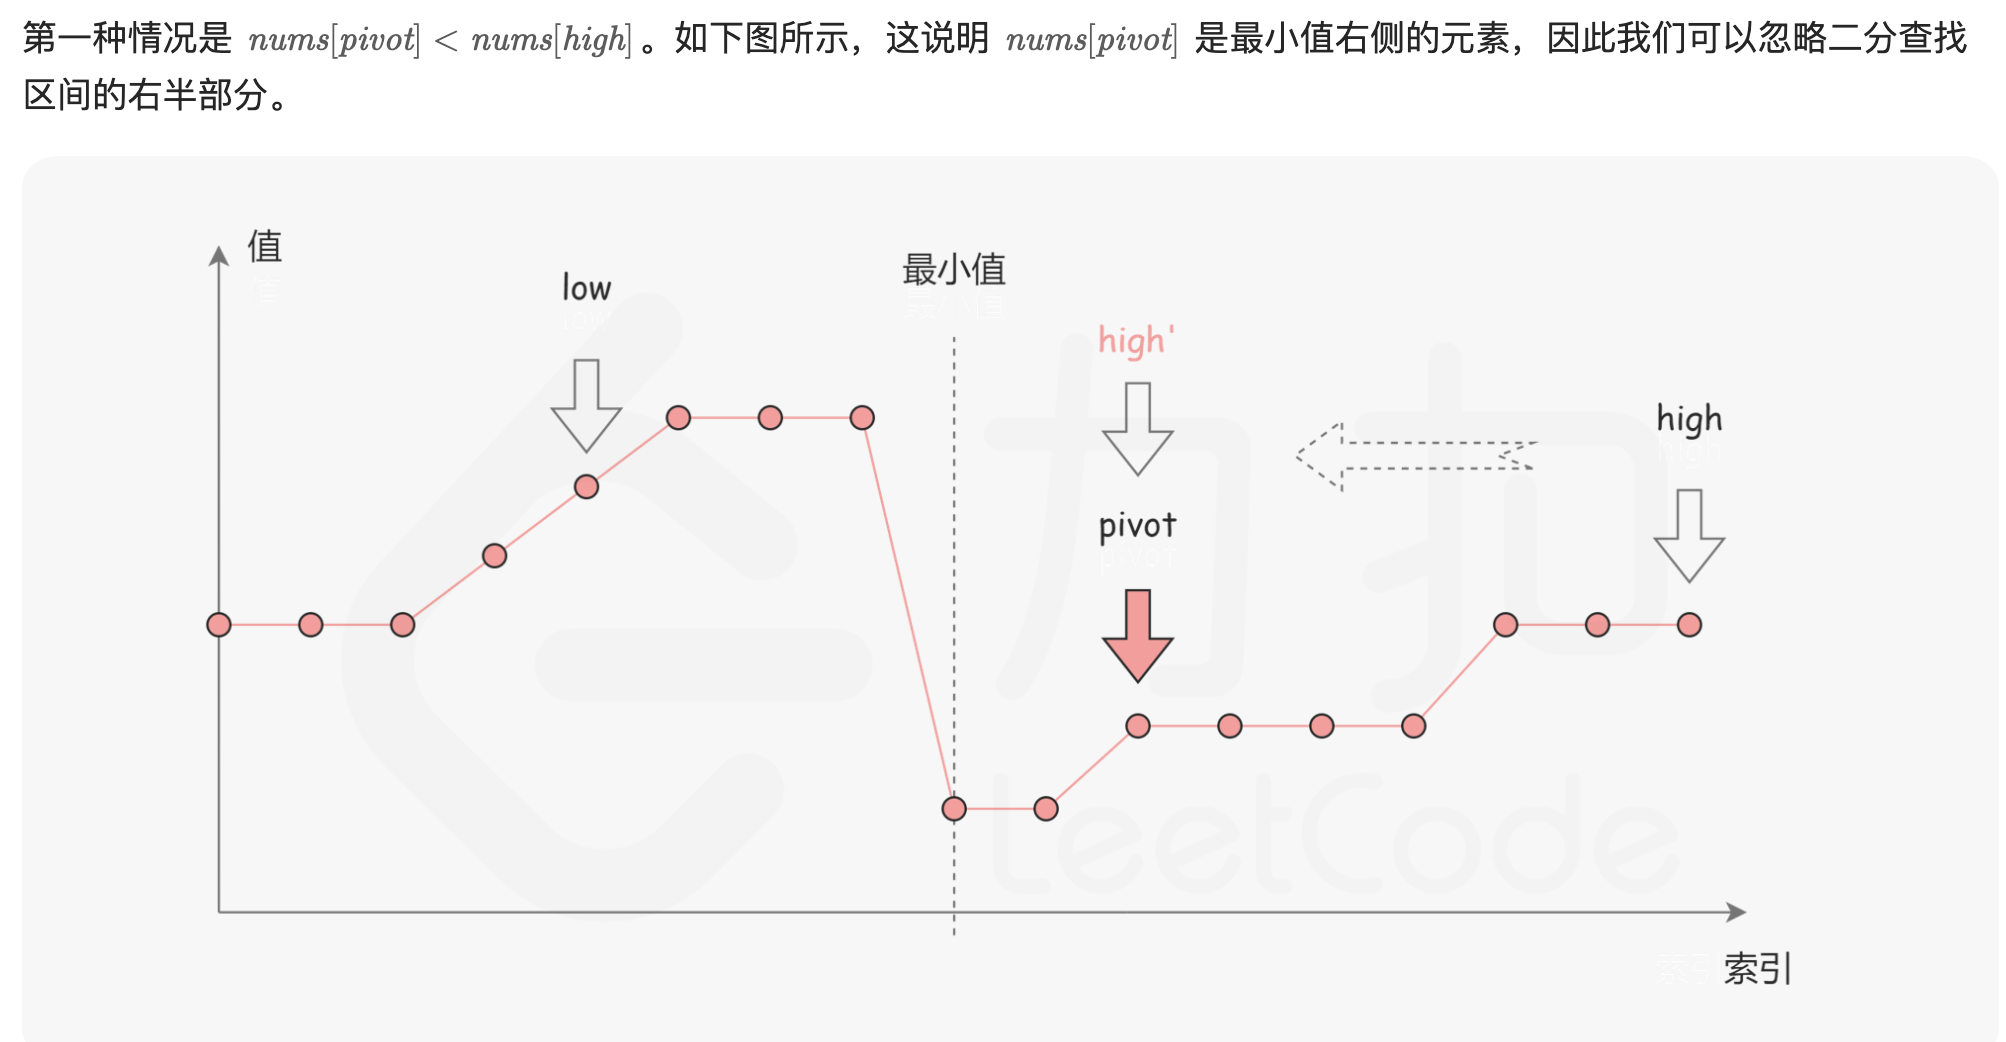 第一种情况是 nums[pivot] < nums[high]。如下图所示，这说明 nums[pivot] 是最小值右侧的元素，因此我们可以忽略二分查找
区间的右半部分。
值
low
最小值
high'
high
pivot
力扣
LeetCode
索引